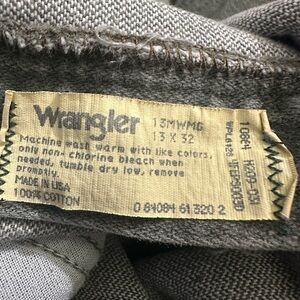 Wrangler 13MWMG
13 X 32
Machine wash warm with like colors,
only non-chlorine bleach when
needed, tumble dry low, remove
promptly.
MADE IN USA
100% COTTON
0 84084 61320 2